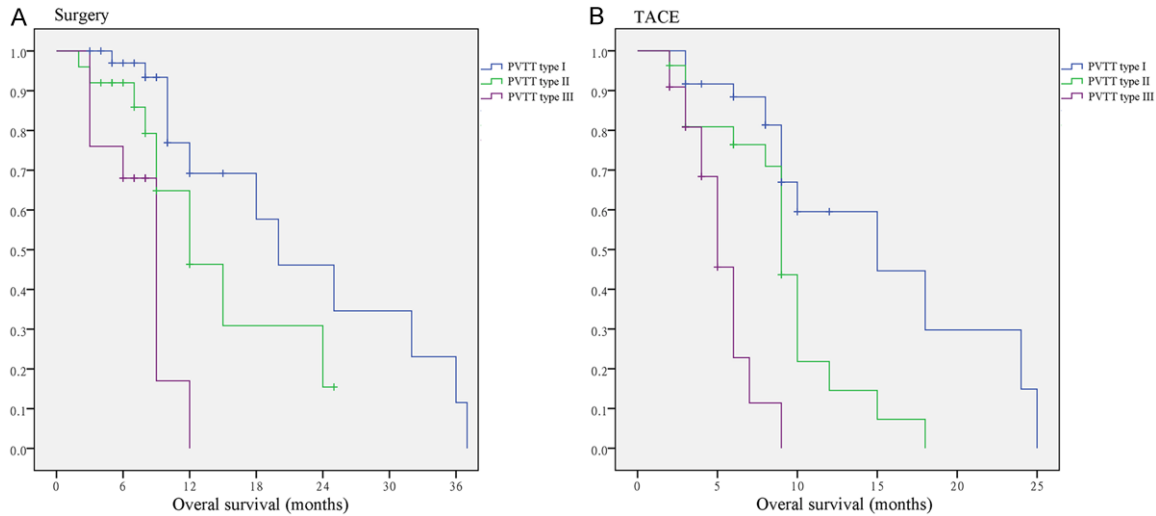 A
Surgery
1.0
0.9
0.8
0.7
0.6
0.5
0.4
0.3
0.2
0.1
0.0
0 6 12 18 24 30 36
Overal survival (months)
PVTT type I
PVTT type II
PVTT type III
B
TACE
1.0
0.9
0.8
0.7
0.6
0.5
0.4
0.3
0.2
0.1
0.0
0 5 10 15 20 25
Overal survival (months)
PVTT type I
PVTT type II
PVTT type III